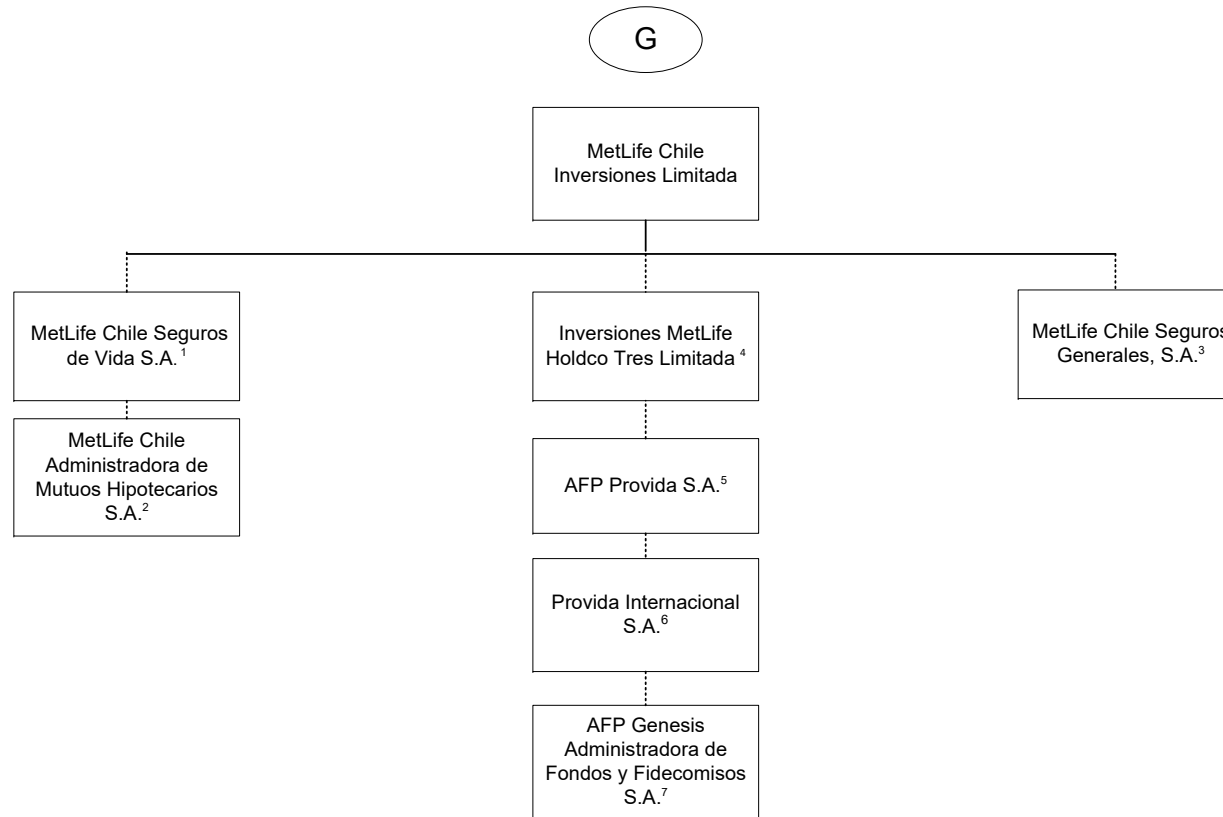 G
MetLife Chile
Inversiones Limitada
MetLife Chile Seguros
de Vida S.A. 1
Inversiones MetLife
Holdco Tres Limitada 4
MetLife Chile Seguros
Generales, S.A.3
MetLife Chile
Administradora de
Mutuos Hipotecarios
S.A.2
AFP Provida S.A.5
Provida Internacional
S.A.6
AFP Genesis
Administradora de
Fondos y Fidecomisos
S.A.7